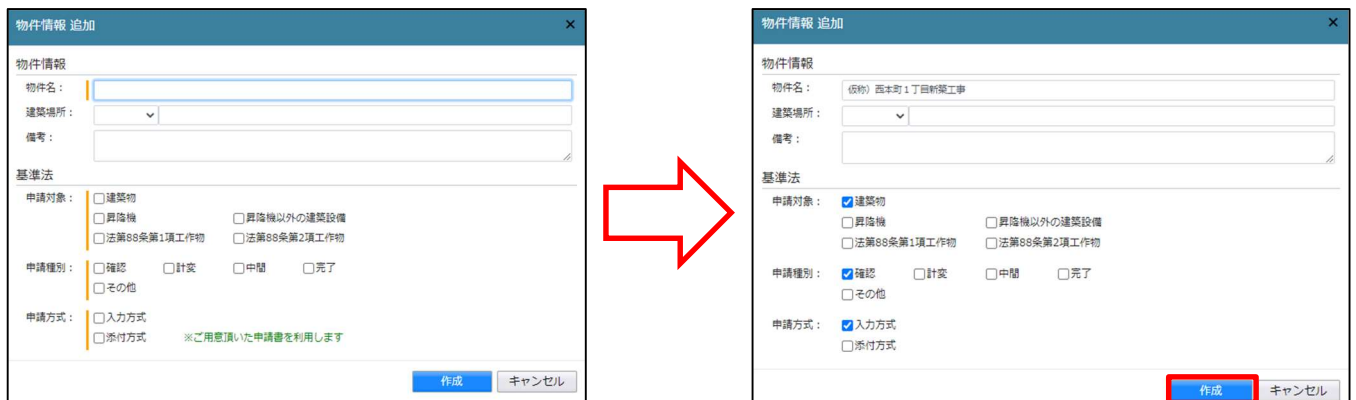 物件情報 追加 ×
物件情報
物件名：
建築場所：
備考：
基準法
申請対象： 建築物
昇降機 昇降機以外の建築設備
法第88条第1項工作物 法第88条第2項工作物
申請種別： 確認 計変 中間 完了
その他
申請方式： 入力方式
添付方式 ※ご用意頂いた申請書を利用します
作成 キャンセル
物件情報 追加 ×
物件情報
物件名： 仮称）西本町１丁目新築工事
建築場所：
備考：
基準法
申請対象： 建築物
昇降機 昇降機以外の建築設備
法第88条第1項工作物 法第88条第2項工作物
申請種別： 確認 計変 中間 完了
その他
申請方式： 入力方式
添付方式
作成 キャンセル